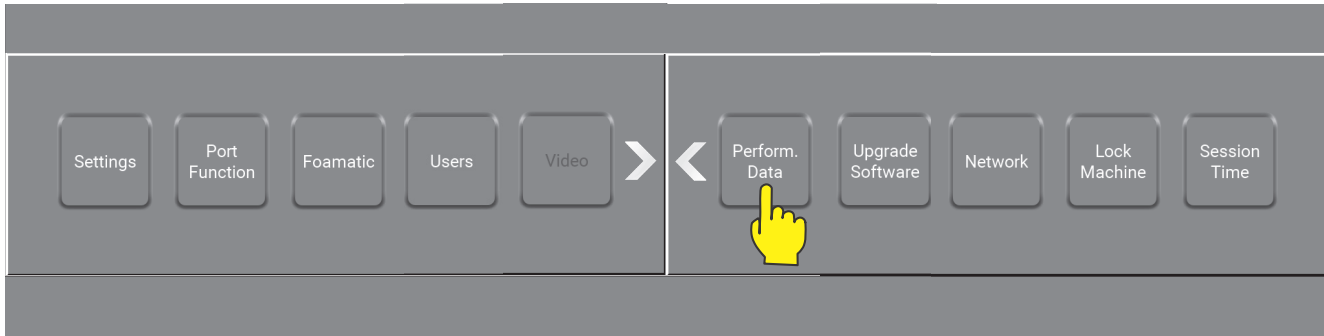 Settings
Port
Function
Foamatic
Users
Video
Perform.
Data
Upgrade
Software
Network
Lock
Machine
Session
Time